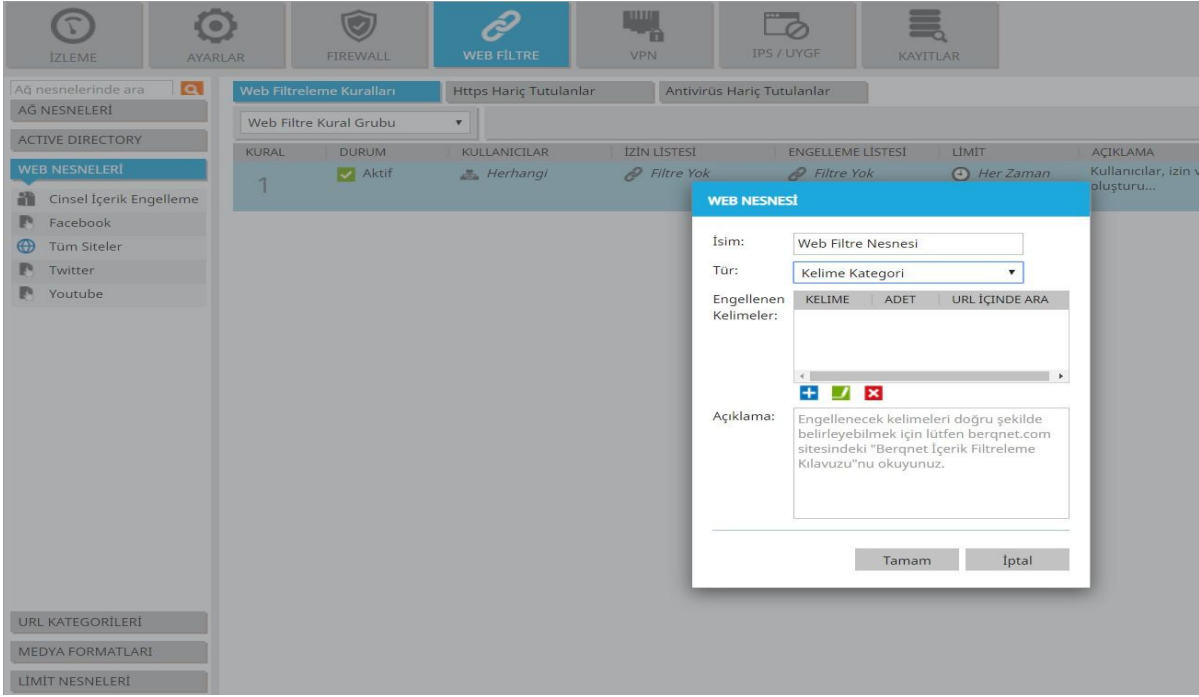 İZLEME
AYARLAR
FIREWALL
WEB FİLTRE
VPN
IPS / UYGF
KAYITLAR
Ağ nesnelerinde ara
AĞ NESNELERİ
ACTIVE DIRECTORY
WEB NESNELERİ
Cinsel İçerik Engelleme
Facebook
Tüm Siteler
Twitter
Youtube
URL KATEGORİLERİ
MEDYA FORMATLARI
LİMİT NESNELERİ
Web Filtreleme Kuralları
Https Hariç Tutulanlar
Antivirüs Hariç Tutulanlar
Web Filtre Kural Grubu
KURAL DURUM KULLANICILAR İZİN LİSTESİ ENGELLEME LİSTESİ LİMİT AÇIKLAMA
1 Aktif Herhangi Filtre Yok Filtre Yok Her Zaman Kullanıcılar, izin v
oluşturu...
WEB NESNESİ
İsim: Web Filtre Nesnesi
Tür: Kelime Kategori
Engellenen
Kelimeler:
KELIME ADET URL İÇİNDE ARA
Açıklama:
Engellenecek kelimeleri doğru şekilde
belirleyebilmek için lütfen berqnet.com
sitesindeki "Berqnet İçerik Filtreleme
Kılavuzu"nu okuyunuz.
Tamam
İptal